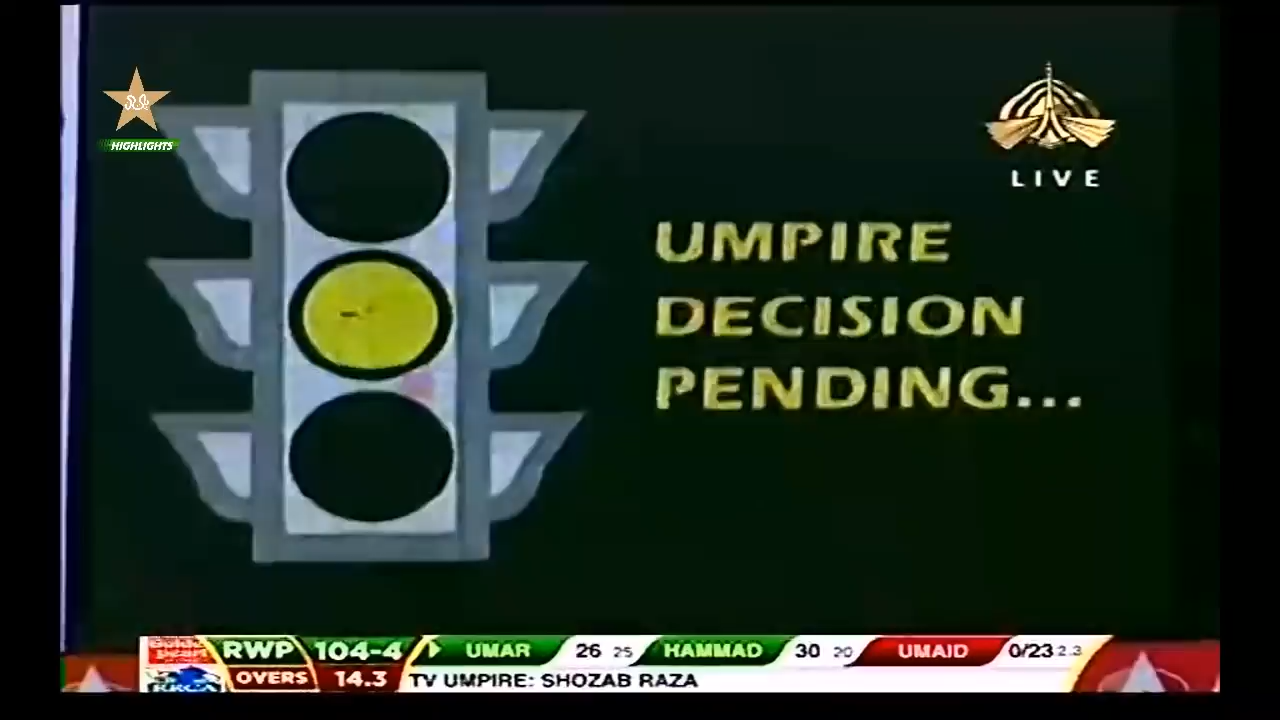 HIGHLIGHTS
LIVE
UMPIRE
DECISION
PENDING...
RWP 104-4 UMAR 26 25 HAMMAD 30 20 UMAID 0/23 2.3
OVERS 14.3 TV UMPIRE: SHOZAB RAZA